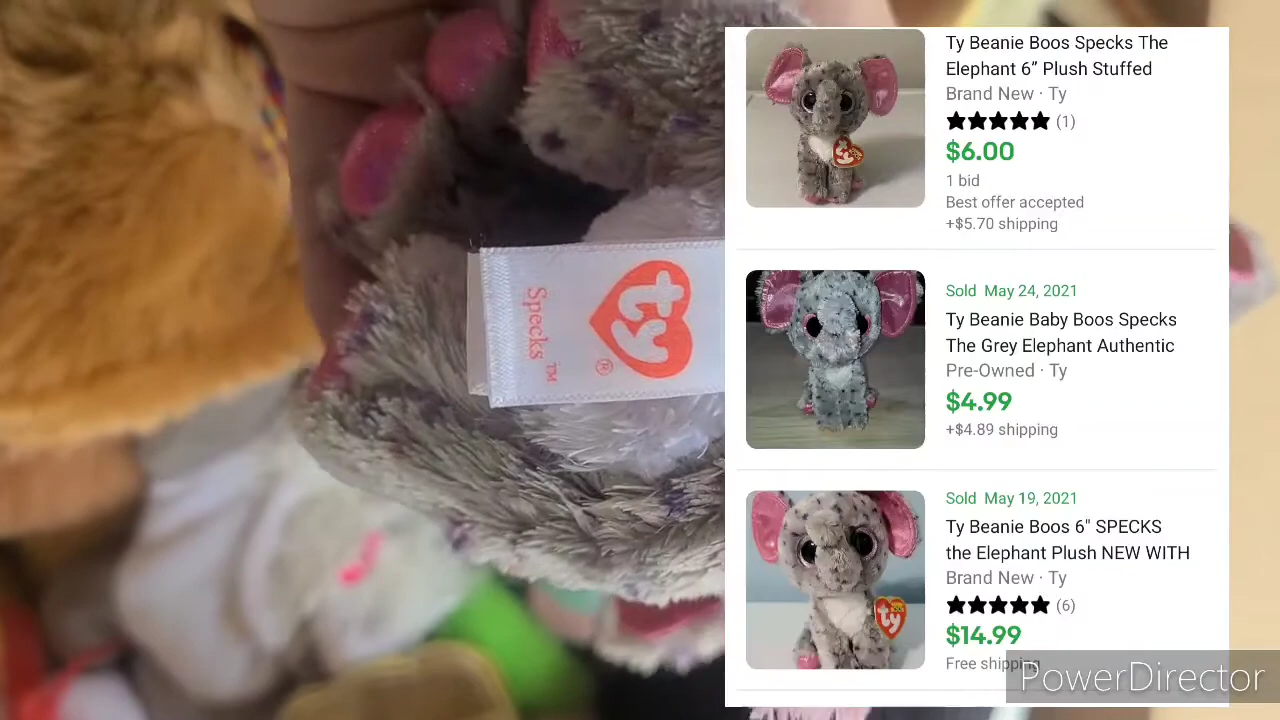 ty
®
Specks™
Ty Beanie Boos Specks The
Elephant 6” Plush Stuffed
Brand New · Ty
(1)
$6.00
1 bid
Best offer accepted
+$5.70 shipping
Sold May 24, 2021
Ty Beanie Baby Boos Specks
The Grey Elephant Authentic
Pre-Owned · Ty
$4.99
+$4.89 shipping
Sold May 19, 2021
Ty Beanie Boos 6" SPECKS
the Elephant Plush NEW WITH
Brand New · Ty
(6)
$14.99
Free shipping
ty
ty
PowerDirector